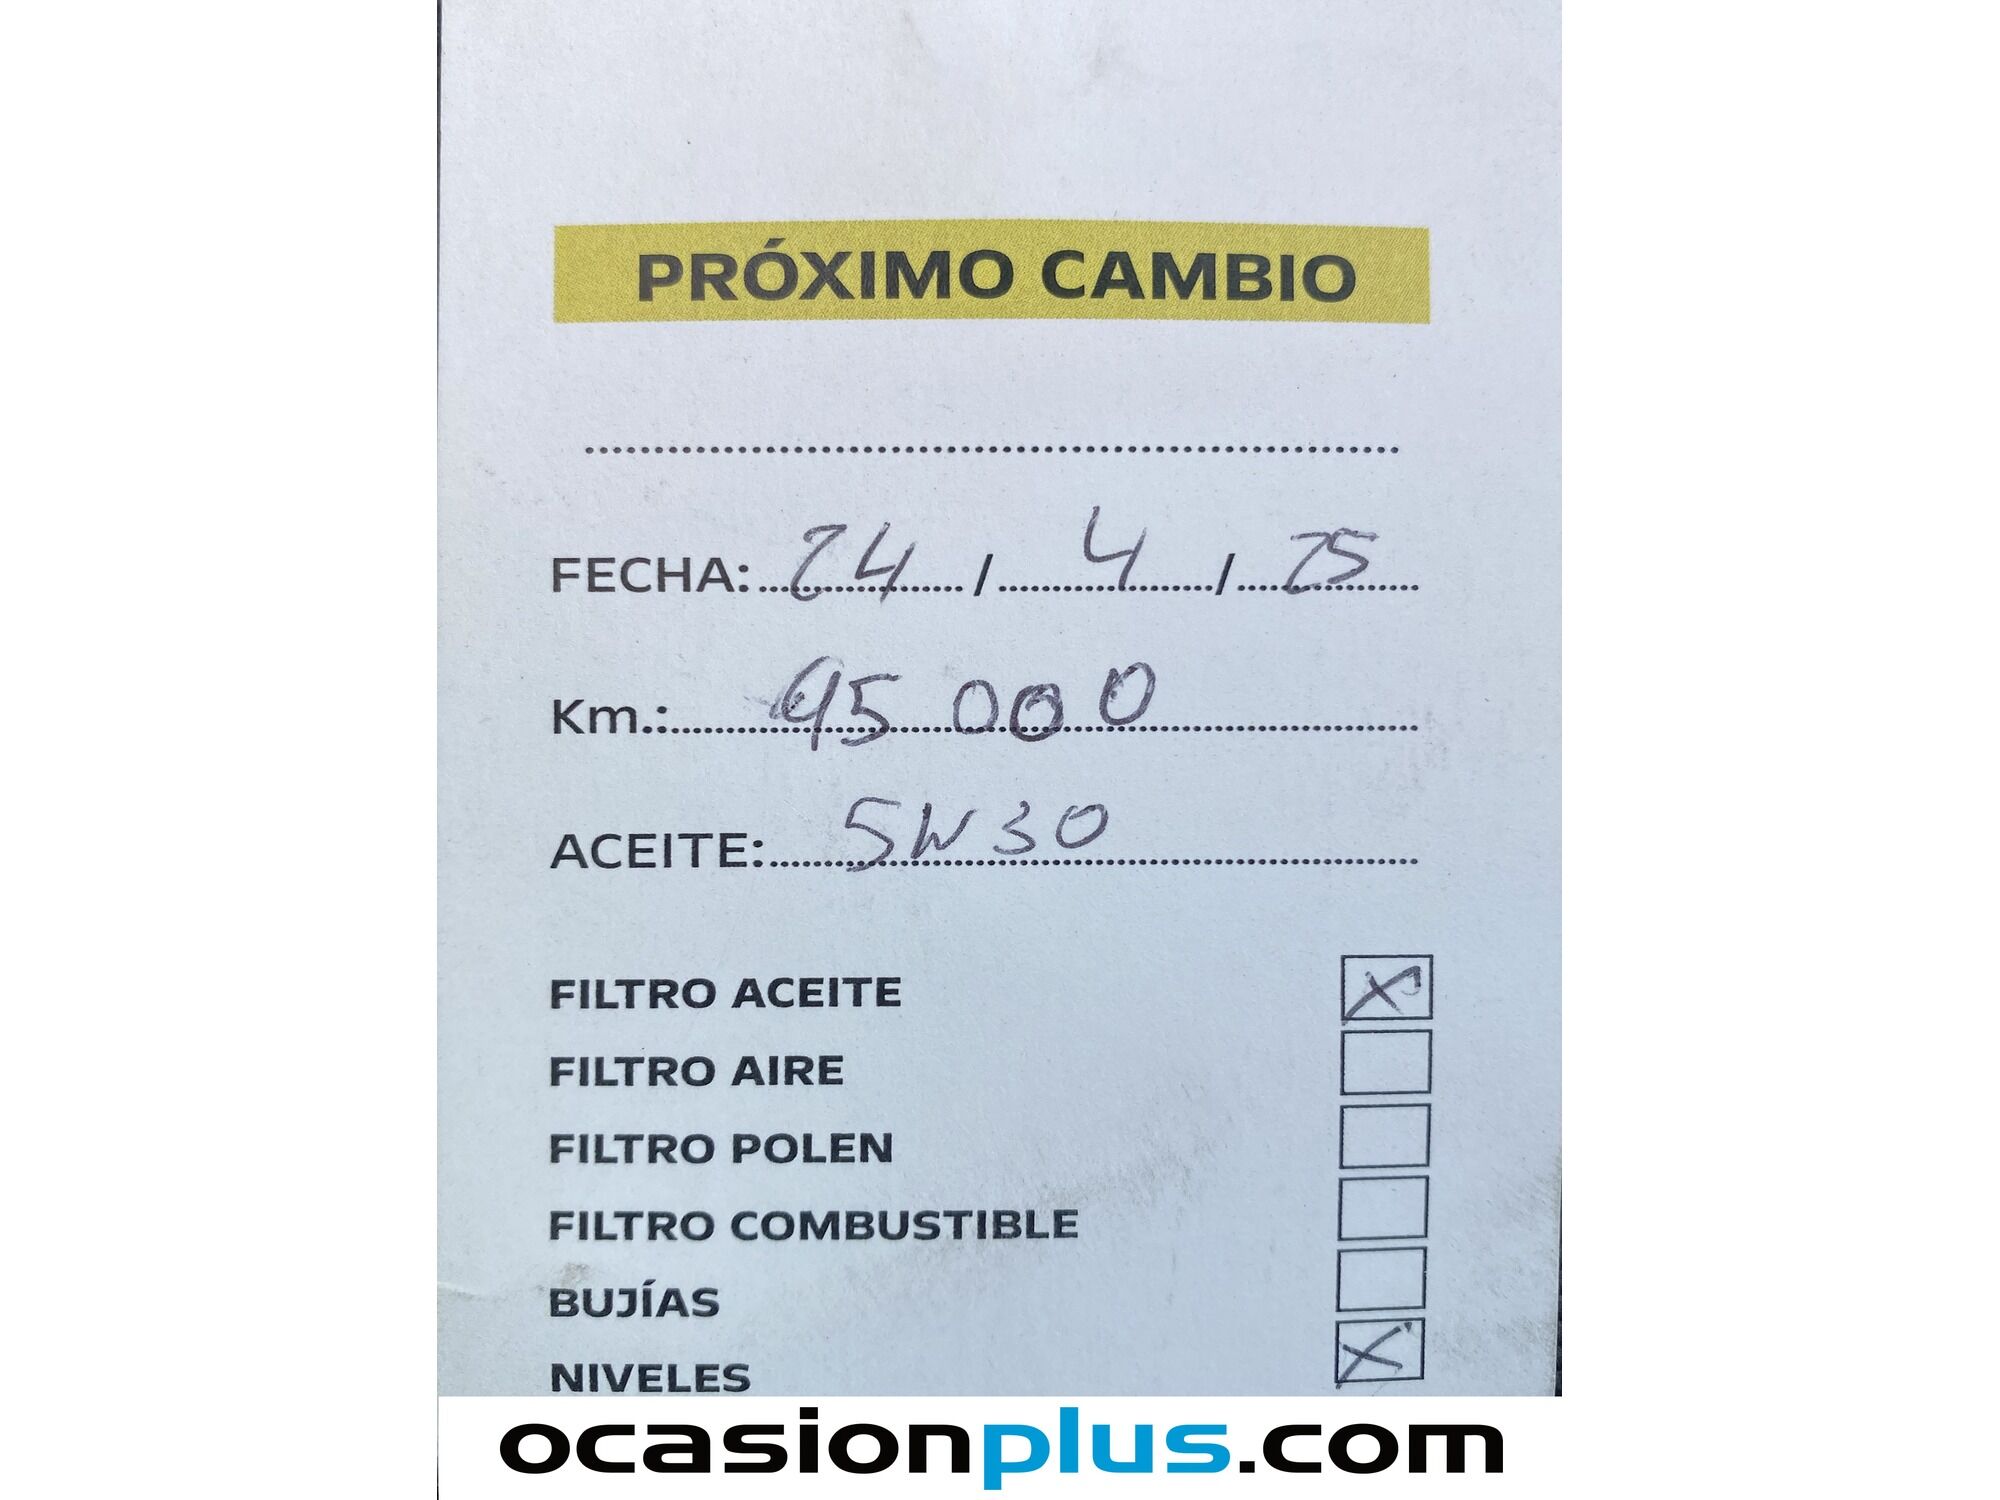 PRÓXIMO CAMBIO
FECHA: 24 / 4 / 25
Km.: 95 000
ACEITE: 5W30
FILTRO ACEITE X
FILTRO AIRE
FILTRO POLEN
FILTRO COMBUSTIBLE
BUJÍAS
NIVELES X
ocasionplus.com